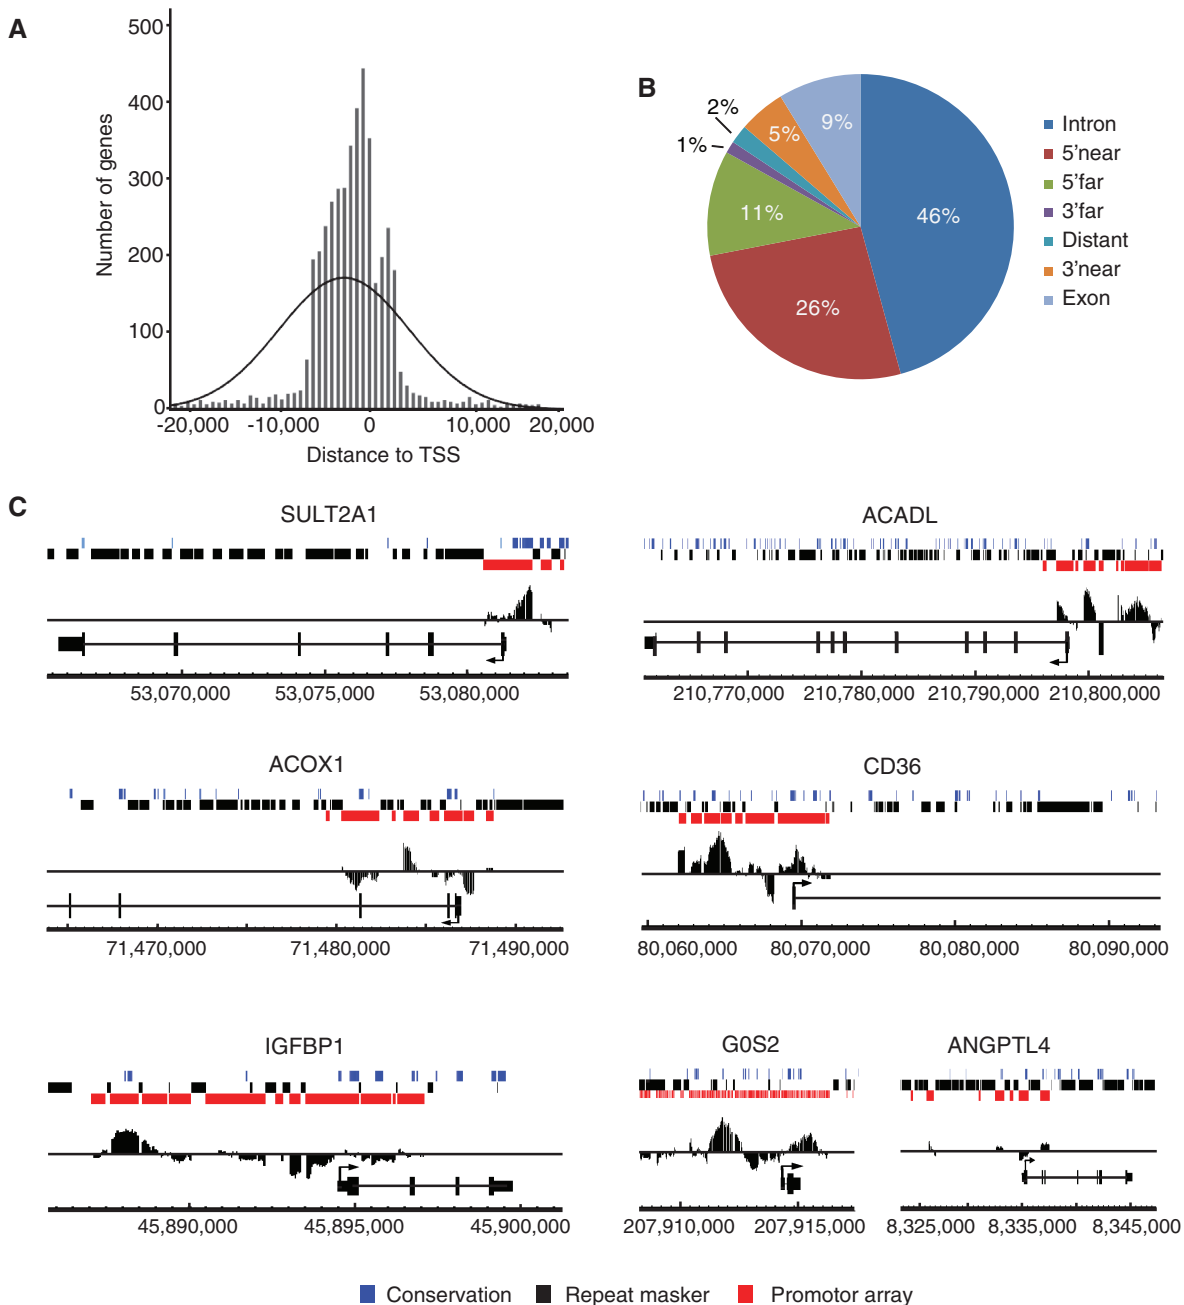 A
500
400
300
200
100
0
Number of genes
-20,000 -10,000 0 10,000 20,000
Distance to TSS
B
2%
1%
5%
9%
11%
46%
26%
Intron
5'near
5'far
3'far
Distant
3'near
Exon
C
SULT2A1
53,070,000 53,075,000 53,080,000
ACADL
210,770,000 210,780,000 210,790,000 210,800,000
ACOX1
71,470,000 71,480,000 71,490,000
CD36
80,060,000 80,070,000 80,080,000 80,090,000
IGFBP1
45,890,000 45,895,000 45,900,000
G0S2
207,910,000 207,915,000
ANGPTL4
8,325,000 8,335,000 8,345,000
Conservation Repeat masker Promotor array